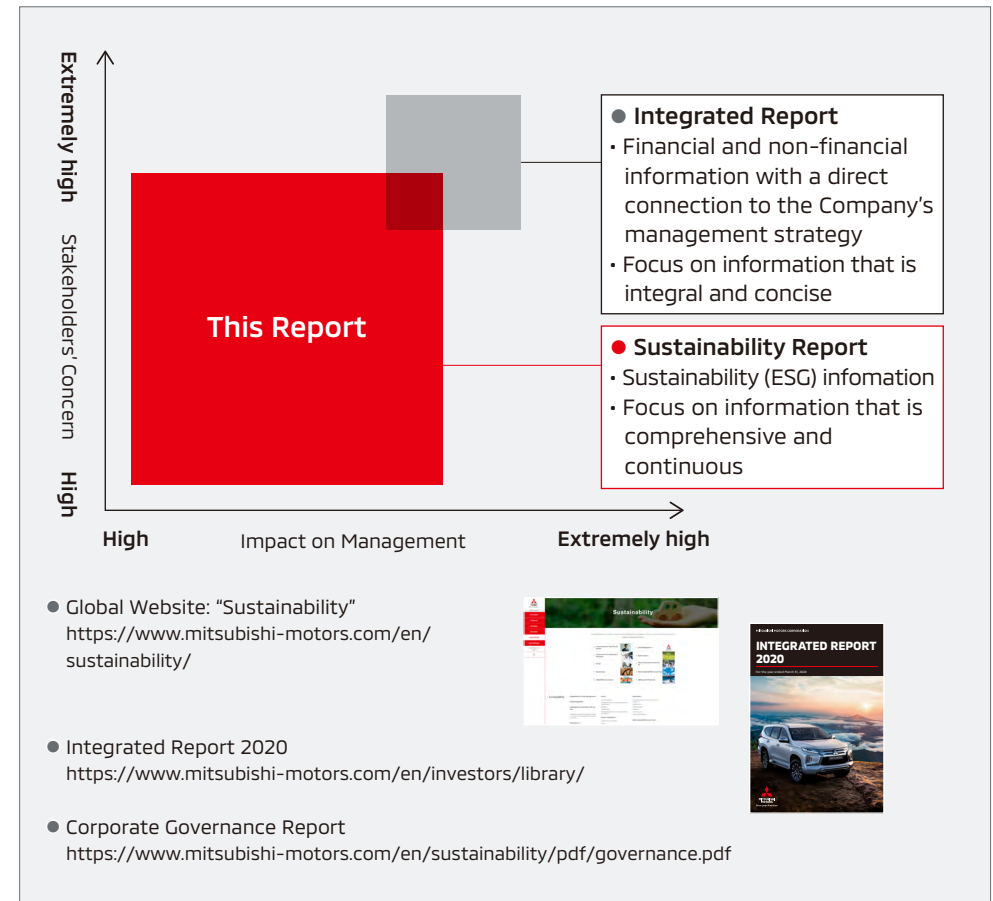 Extremely high
Stakeholders' Concern
High
This Report
● Integrated Report
・Financial and non-financial
information with a direct
connection to the Company's
management strategy
・Focus on information that is
integral and concise
● Sustainability Report
・Sustainability (ESG) infomation
・Focus on information that is
comprehensive and
continuous
High
Impact on Management
Extremely high
● Global Website: “Sustainability”
https://www.mitsubishi-motors.com/en/
sustainability/
Sustainability
INTEGRATED REPORT
2020
● Integrated Report 2020
https://www.mitsubishi-motors.com/en/investors/library/
● Corporate Governance Report
https://www.mitsubishi-motors.com/en/sustainability/pdf/governance.pdf